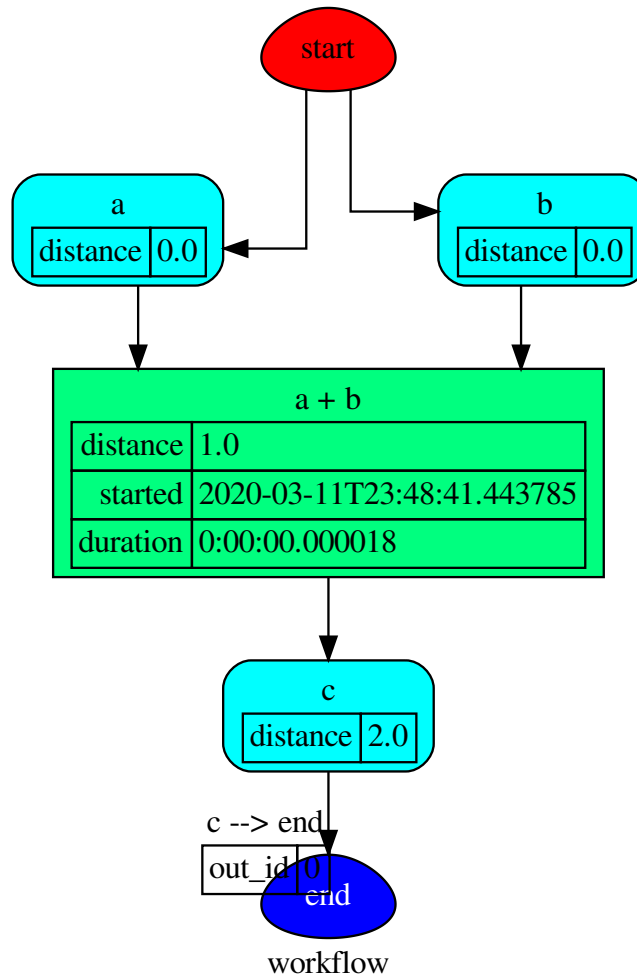 start
a
distance 0.0
b
distance 0.0
a + b
distance 1.0
started 2020-03-11T23:48:41.443785
duration 0:00:00.000018
c
distance 2.0
c --> end
out_id 0
end
workflow